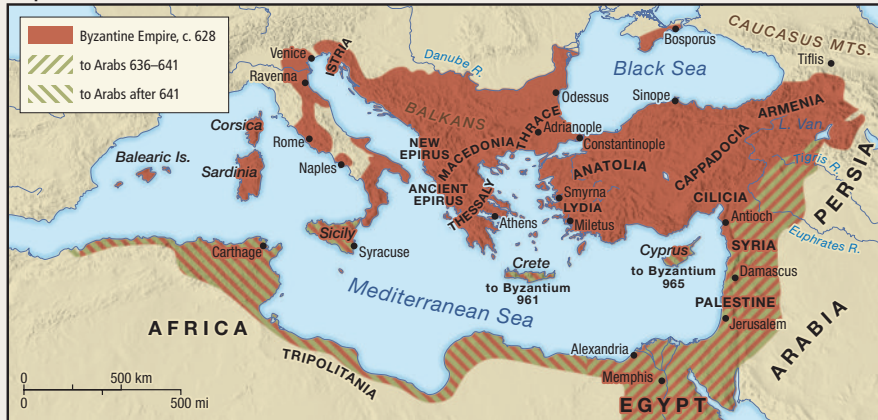 Byzantine Empire, c. 628
to Arabs 636–641
to Arabs after 641
Venice
ISTRIA
Ravenna
Danube R.
Bosporus
CAUCASUS MTS.
Tiflis
Black Sea
Corsica
Rome
BALKANS
Odessus
Sinope
ARMENIA
L. Van
THRACE
Adrianople
Constantinople
Balearic Is.
Sardinia
Naples
NEW
EPIRUS
MACEDONIA
ANATOLIA
CAPPADOCIA
Tigris R.
PERSIA
ANCIENT
EPIRUS
THESSALY
Smyrna
LYDIA
CILICIA
Sicily
Athens
Miletus
Antioch
Carthage
Syracuse
Crete
to Byzantium
961
Cyprus
to Byzantium
965
SYRIA
Euphrates R.
Damascus
Mediterranean Sea
PALESTINE
AFRICA
Jerusalem
ARABIA
TRIPOLITANIA
Alexandria
Memphis
EGYPT
0 500 km
0 500 mi